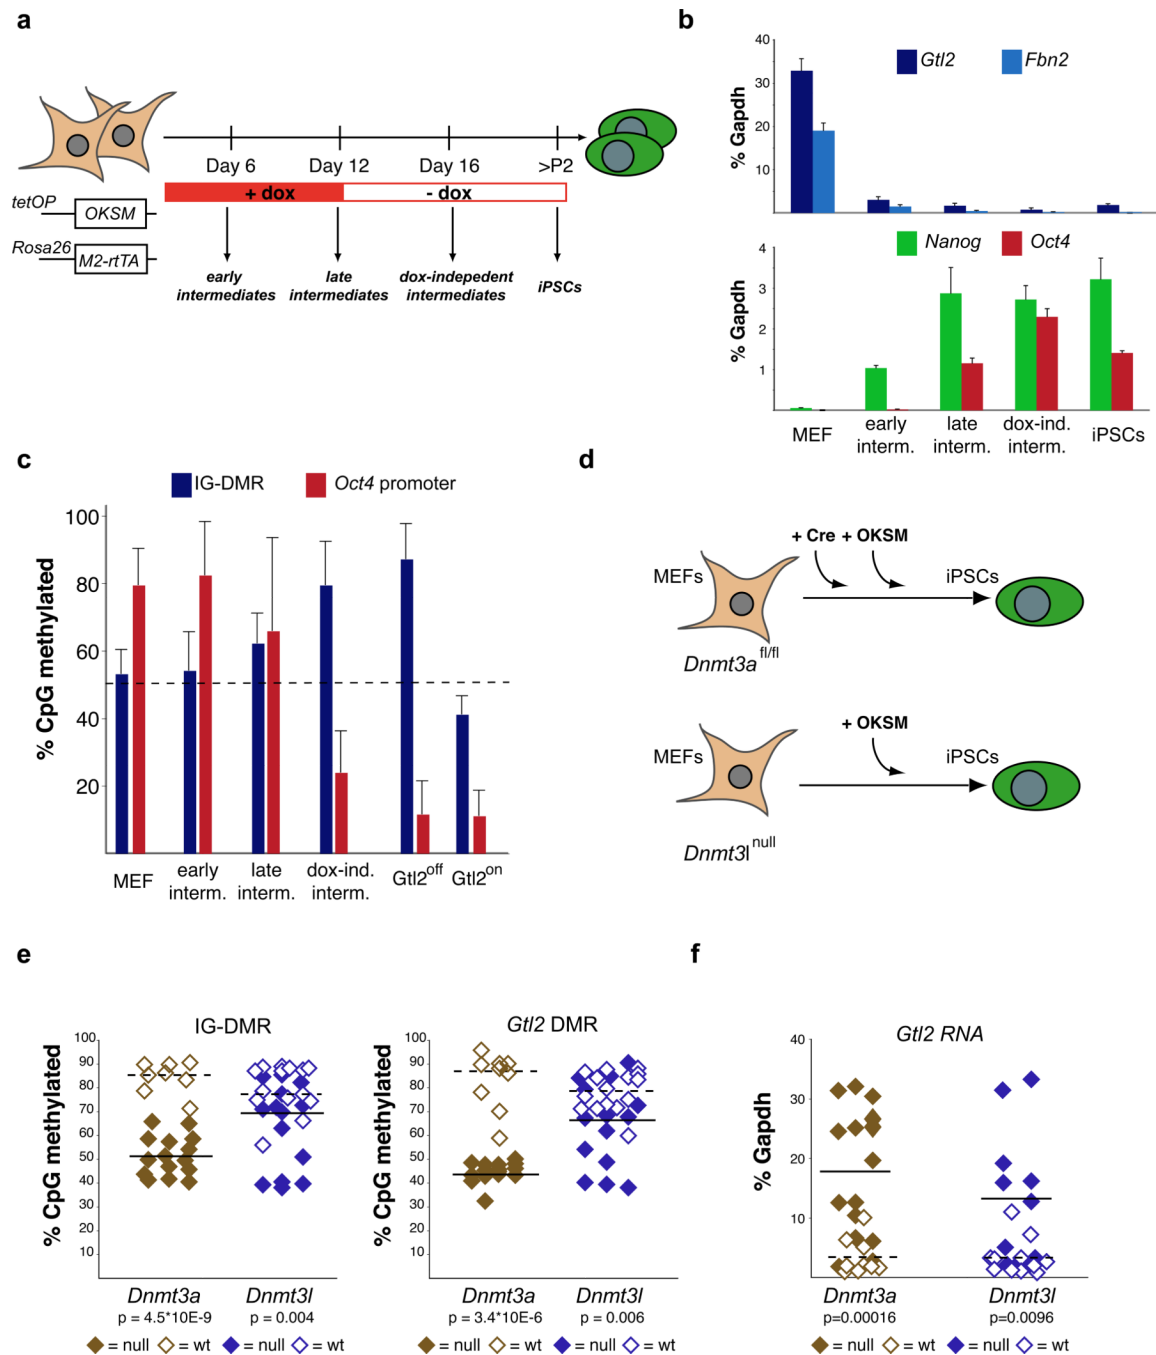 a
Day 6
Day 12
Day 16
>P2
+ dox
- dox
tetOP
OKSM
Rosa26
M2-rtTA
early
intermediates
late
intermediates
dox-indepedent
intermediates
iPSCs
b
Gtl2
Fbn2
% Gapdh
40
30
20
10
Nanog
Oct4
% Gapdh
4
3
2
1
MEF
early
interm.
late
interm.
dox-ind.
interm.
iPSCs
c
IG-DMR
Oct4 promoter
% CpG methylated
100
80
60
40
20
MEF
early
interm.
late
interm.
dox-ind.
interm.
Gtl2off
Gtl2on
d
+ Cre + OKSM
MEFs
iPSCs
Dnmt3a fl/fl
+ OKSM
MEFs
iPSCs
Dnmt3l null
e
IG-DMR
% CpG methylated
100
90
80
70
60
50
40
30
20
10
Dnmt3a
Dnmt3l
p = 4.5*10E-9
p = 0.004
= null
= wt
= null
= wt
Gtl2 DMR
% CpG methylated
100
90
80
70
60
50
40
30
20
10
Dnmt3a
Dnmt3l
p = 3.4*10E-6
p = 0.006
= null
= wt
= null
= wt
f
Gtl2 RNA
% Gapdh
40
30
20
10
Dnmt3a
Dnmt3l
p=0.00016
p=0.0096
= null
= wt
= null
= wt